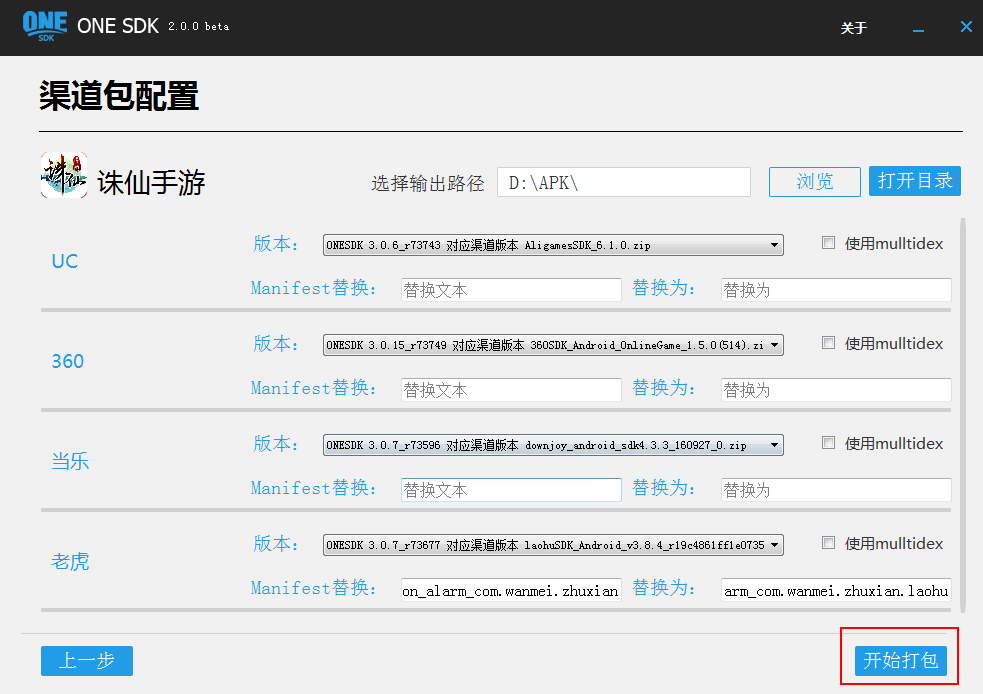 ONE SDK ONE SDK 2.0.0 beta 关于
渠道包配置
诛仙 诛仙手游 选择输出路径 D:\APK\ 浏览 打开目录
UC
版本: ONESDK 3.0.6_r73743 对应渠道版本 AligamesSDK_6.1.0.zip 使用mulltidex
Manifest替换: 替换文本 替换为: 替换为
360
版本: ONESDK 3.0.15_r73749 对应渠道版本 360SDK_Android_OnlineGame_1.5.0(514).zi 使用mulltidex
Manifest替换: 替换文本 替换为: 替换为
当乐
版本: ONESDK 3.0.7_r73596 对应渠道版本 downjoy_android_sdk4.3.3_160927_0.zip 使用mulltidex
Manifest替换: 替换文本 替换为: 替换为
老虎
版本: ONESDK 3.0.7_r73677 对应渠道版本 laohuSDK_Android_v3.8.4_r19c4861ff1e0735 使用mulltidex
Manifest替换: on_alarm_com.wanmei.zhuxian 替换为: arm_com.wanmei.zhuxian.laohu
上一步 开始打包